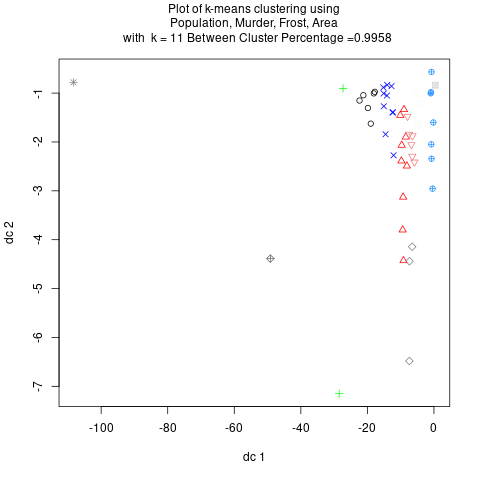 Plot of k-means clustering using
Population, Murder, Frost, Area
with k = 11 Between Cluster Percentage =0.9958
dc 2
-1
-2
-3
-4
-5
-6
-7
-100
-80
-60
-40
-20
0
dc 1